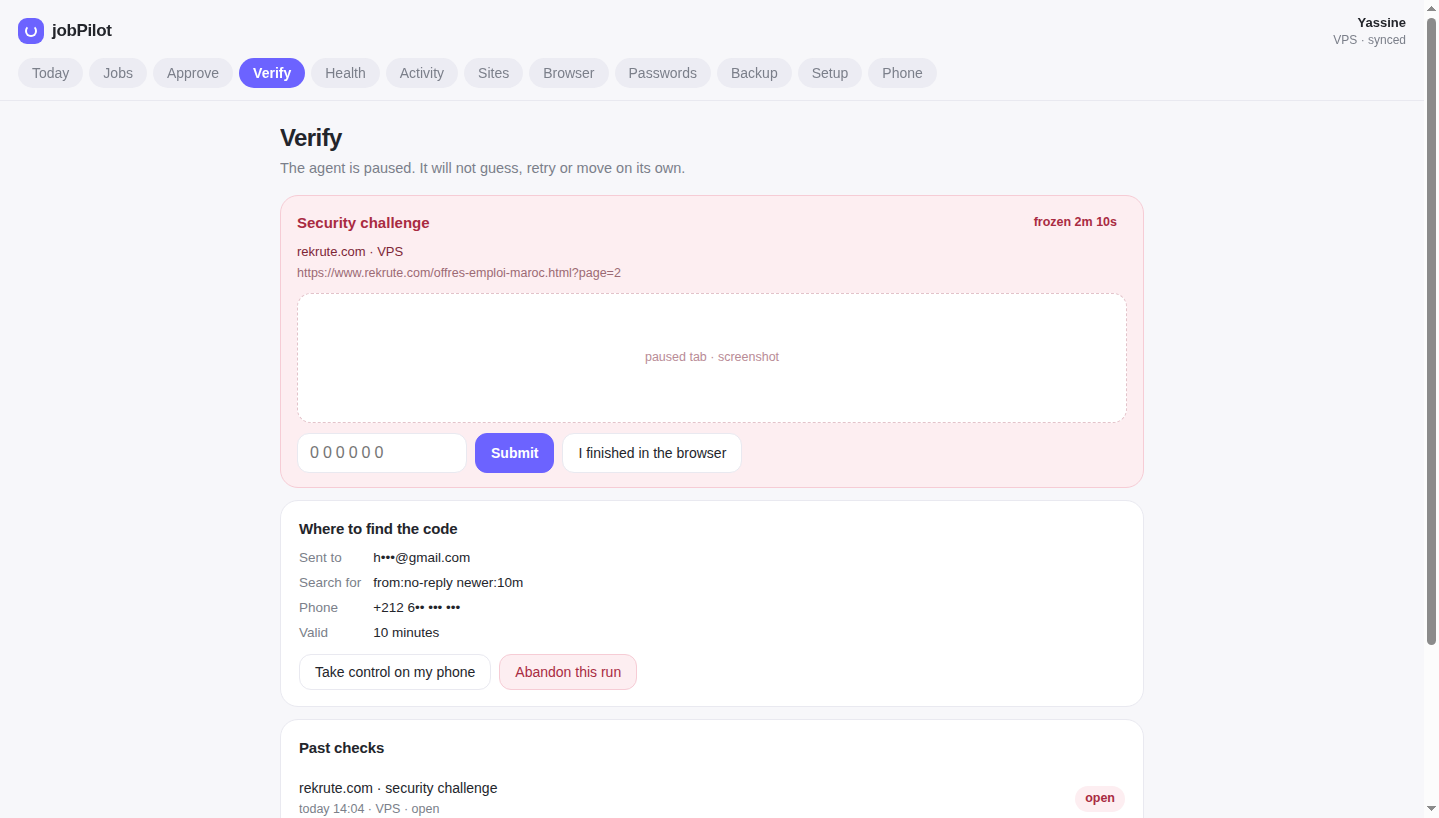 jobPilot
Yassine
VPS · synced
Today
Jobs
Approve
Verify
Health
Activity
Sites
Browser
Passwords
Backup
Setup
Phone
Verify
The agent is paused. It will not guess, retry or move on its own.
Security challenge
frozen 2m 10s
rekrute.com · VPS
https://www.rekrute.com/offres-emploi-maroc.html?page=2
paused tab · screenshot
000000
Submit
I finished in the browser
Where to find the code
Sent to h•••@gmail.com
Search for from:no-reply newer:10m
Phone +212 6•• ••• •••
Valid 10 minutes
Take control on my phone
Abandon this run
Past checks
rekrute.com · security challenge
today 14:04 · VPS · open
open